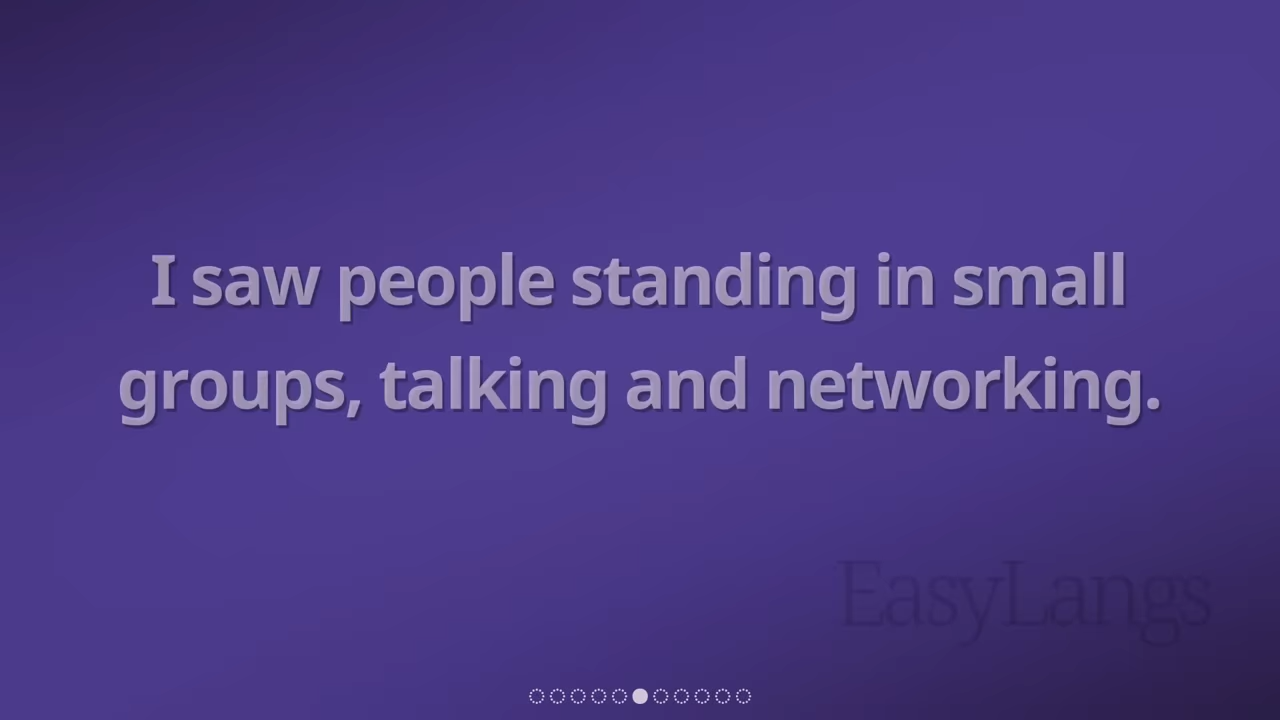 I saw people standing in small
groups, talking and networking.
EasyLangs